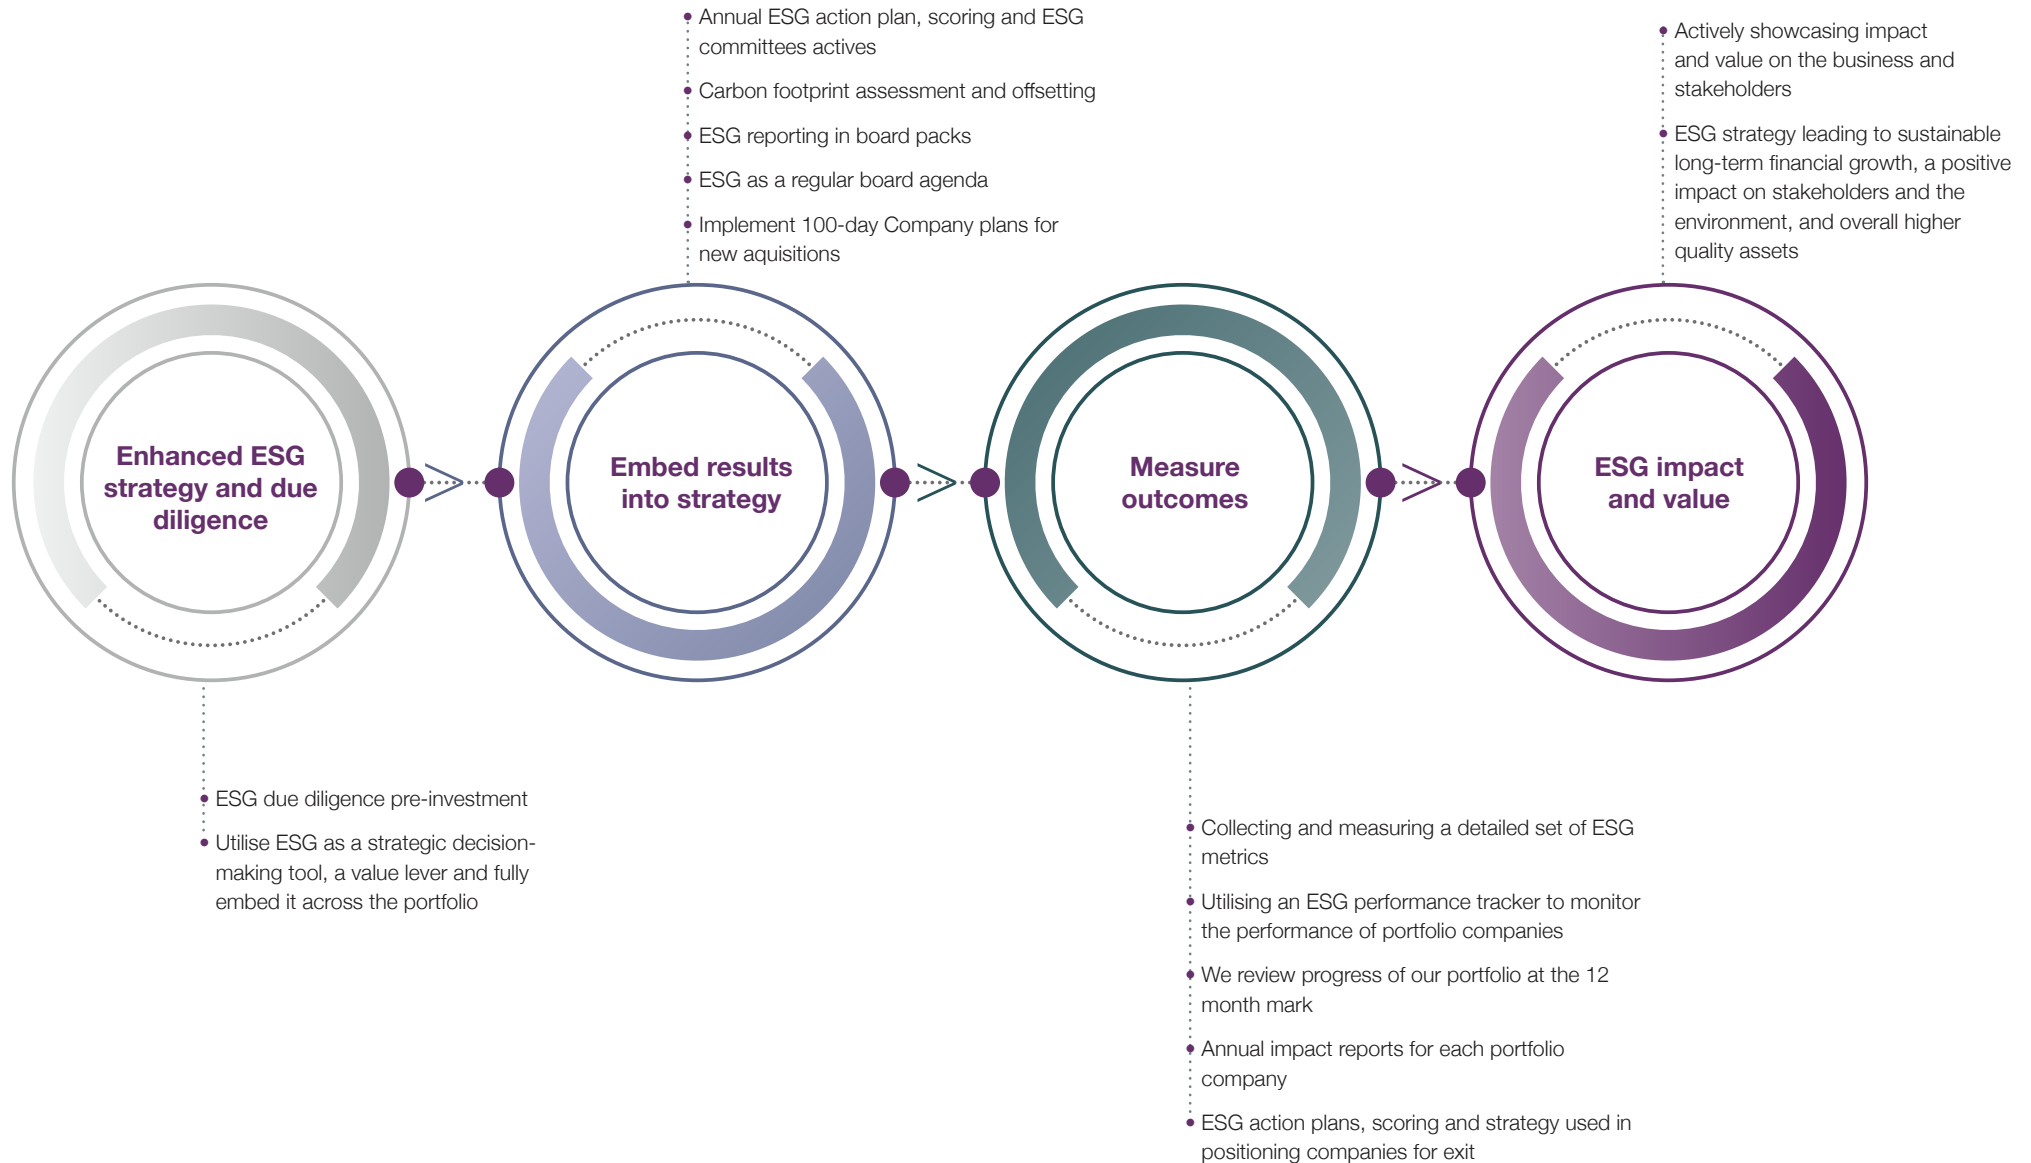 Enhanced ESG
strategy and due
diligence
ESG due diligence pre-investment
Utilise ESG as a strategic decision-
making tool, a value lever and fully
embed it across the portfolio
Annual ESG action plan, scoring and ESG
committees actives
Carbon footprint assessment and offsetting
ESG reporting in board packs
ESG as a regular board agenda
Implement 100-day Company plans for
new aquisitions
Embed results
into strategy
Measure
outcomes
Collecting and measuring a detailed set of ESG
metrics
Utilising an ESG performance tracker to monitor
the performance of portfolio companies
We review progress of our portfolio at the 12
month mark
Annual impact reports for each portfolio
company
ESG action plans, scoring and strategy used in
positioning companies for exit
Actively showcasing impact
and value on the business and
stakeholders
ESG strategy leading to sustainable
long-term financial growth, a positive
impact on stakeholders and the
environment, and overall higher
quality assets
ESG impact
and value